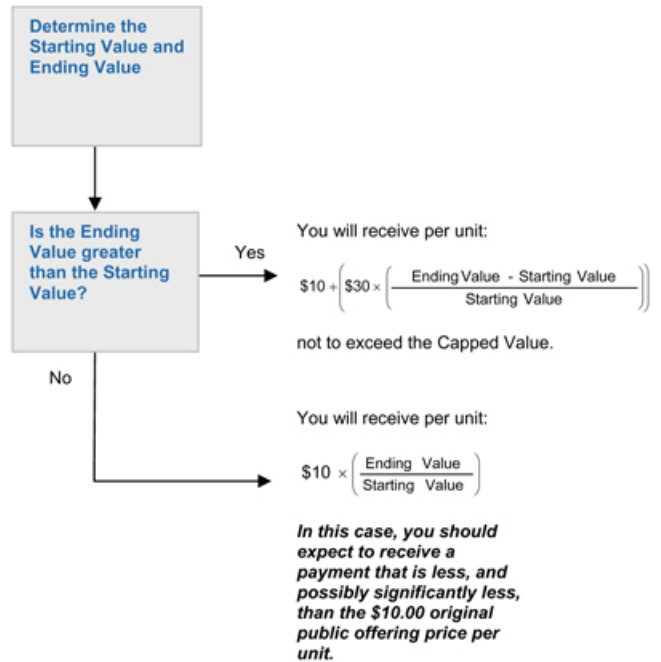 Determine the
Starting Value and
Ending Value
Is the Ending
Value greater
than the Starting
Value?
Yes
You will receive per unit:
$10 + ( $30 × ( Ending Value - Starting Value
Starting Value ) )
not to exceed the Capped Value.
No
You will receive per unit:
$10 × ( Ending Value
Starting Value )
In this case, you should
expect to receive a
payment that is less, and
possibly significantly less,
than the $10.00 original
public offering price per
unit.